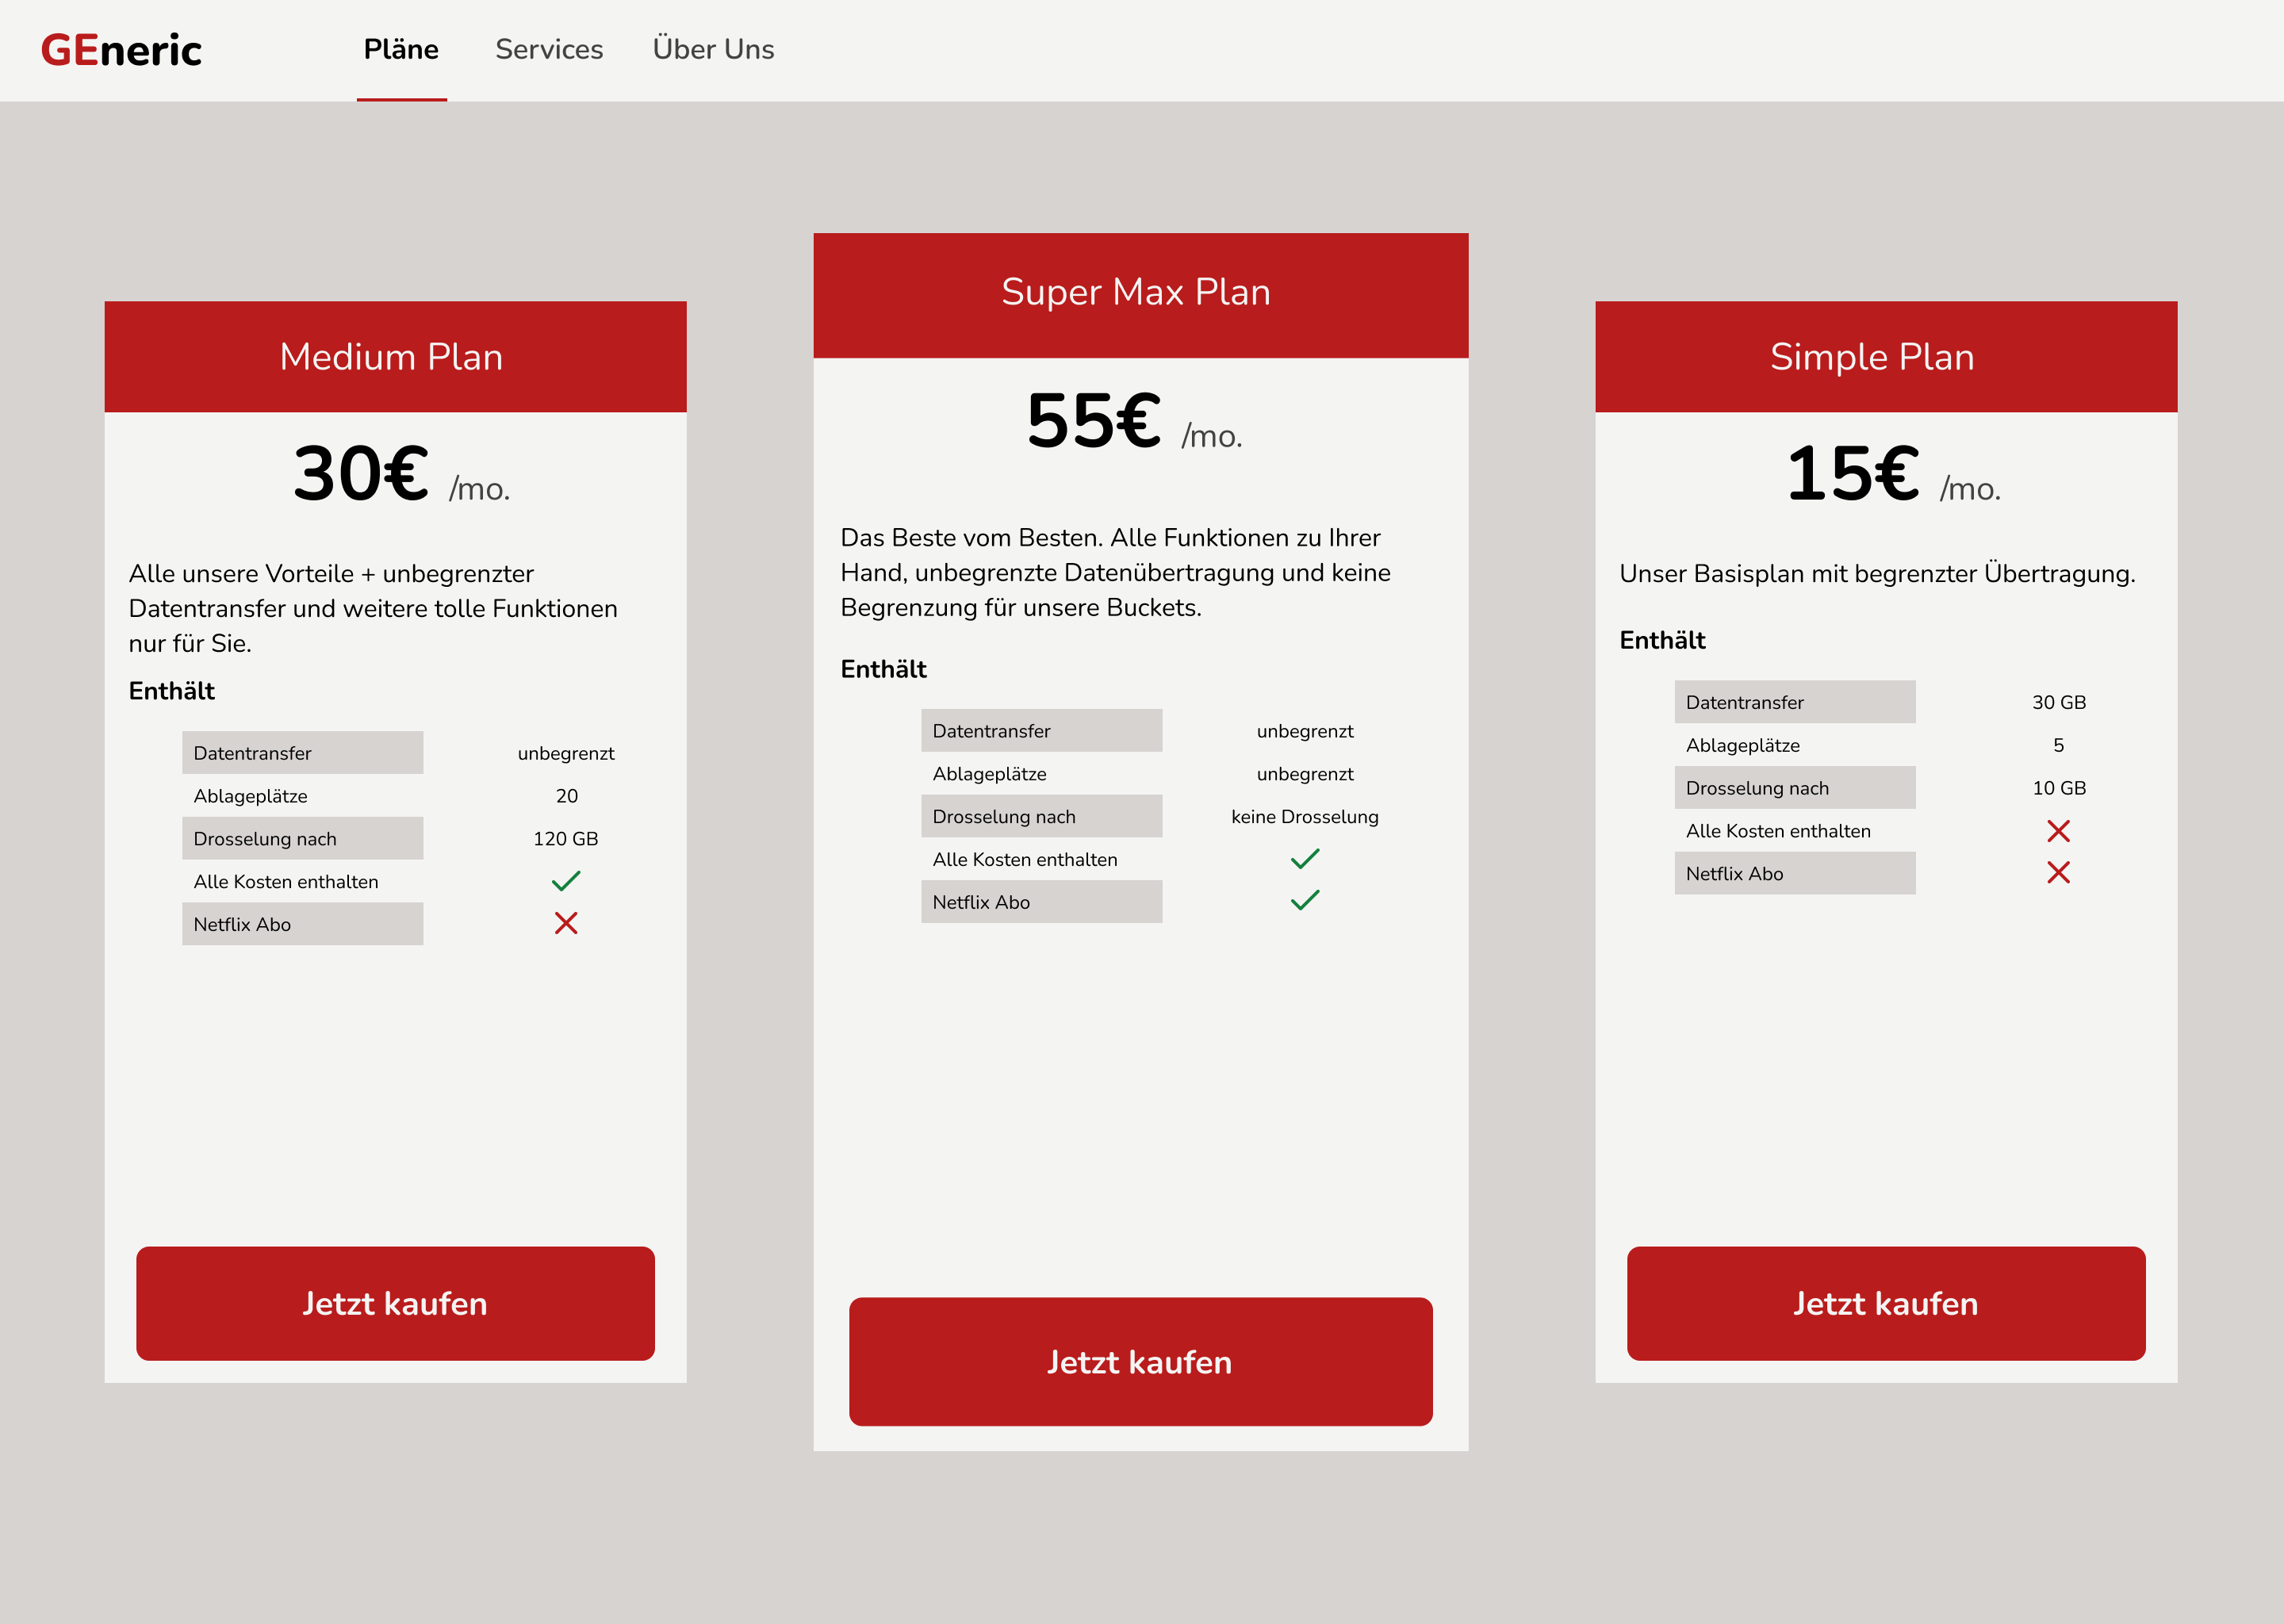 GEneric
Pläne
Services
Über Uns
Medium Plan
30€ /mo.
Alle unsere Vorteile + unbegrenzter
Datentransfer und weitere tolle Funktionen
nur für Sie.
Enthält
Datentransfer unbegrenzt
Ablageplätze 20
Drosselung nach 120 GB
Alle Kosten enthalten
Netflix Abo
Jetzt kaufen
Super Max Plan
55€ /mo.
Das Beste vom Besten. Alle Funktionen zu Ihrer
Hand, unbegrenzte Datenübertragung und keine
Begrenzung für unsere Buckets.
Enthält
Datentransfer unbegrenzt
Ablageplätze unbegrenzt
Drosselung nach keine Drosselung
Alle Kosten enthalten
Netflix Abo
Jetzt kaufen
Simple Plan
15€ /mo.
Unser Basisplan mit begrenzter Übertragung.
Enthält
Datentransfer 30 GB
Ablageplätze 5
Drosselung nach 10 GB
Alle Kosten enthalten
Netflix Abo
Jetzt kaufen